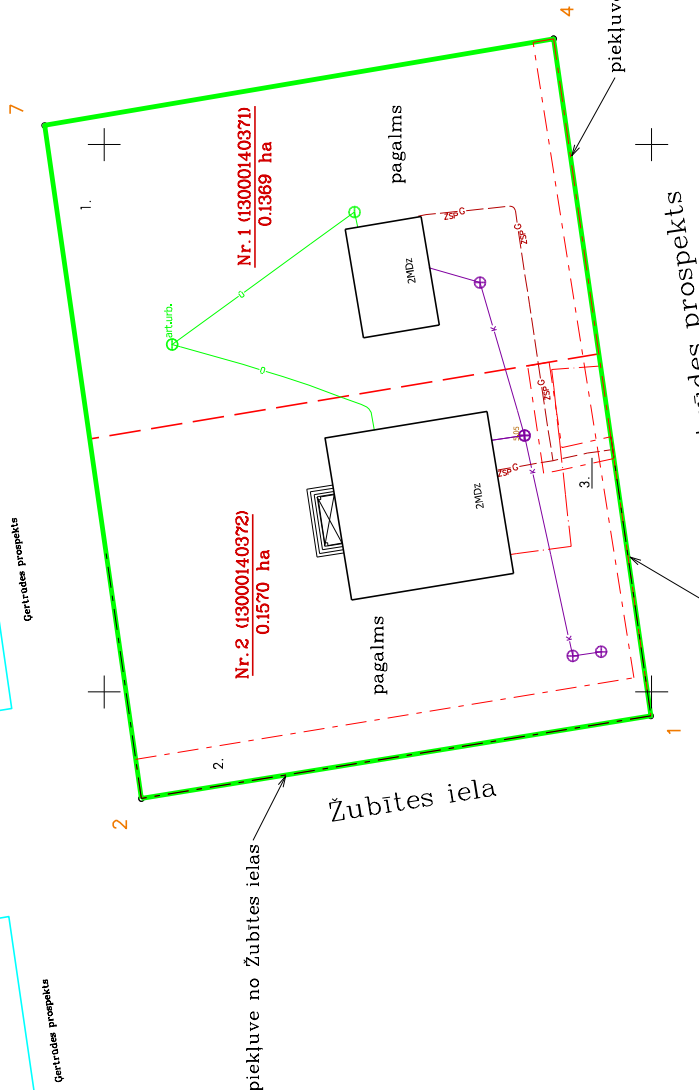 4
7
piekļuve
1.
Nr.1 (13000140371)
0.1369 ha
pagalms
art.urb.
2MDz
ZSP G
ZSP G
ZSP G
ZSP G
K
K
K
Nr.2 (13000140372)
0.1570 ha
pagalms
2MDz
3.
2.
prospekts
Ģertrūdes prospekts
Žubītes iela
1
2
piekļuve no Žubītes ielas
Ģertrūdes prospekts